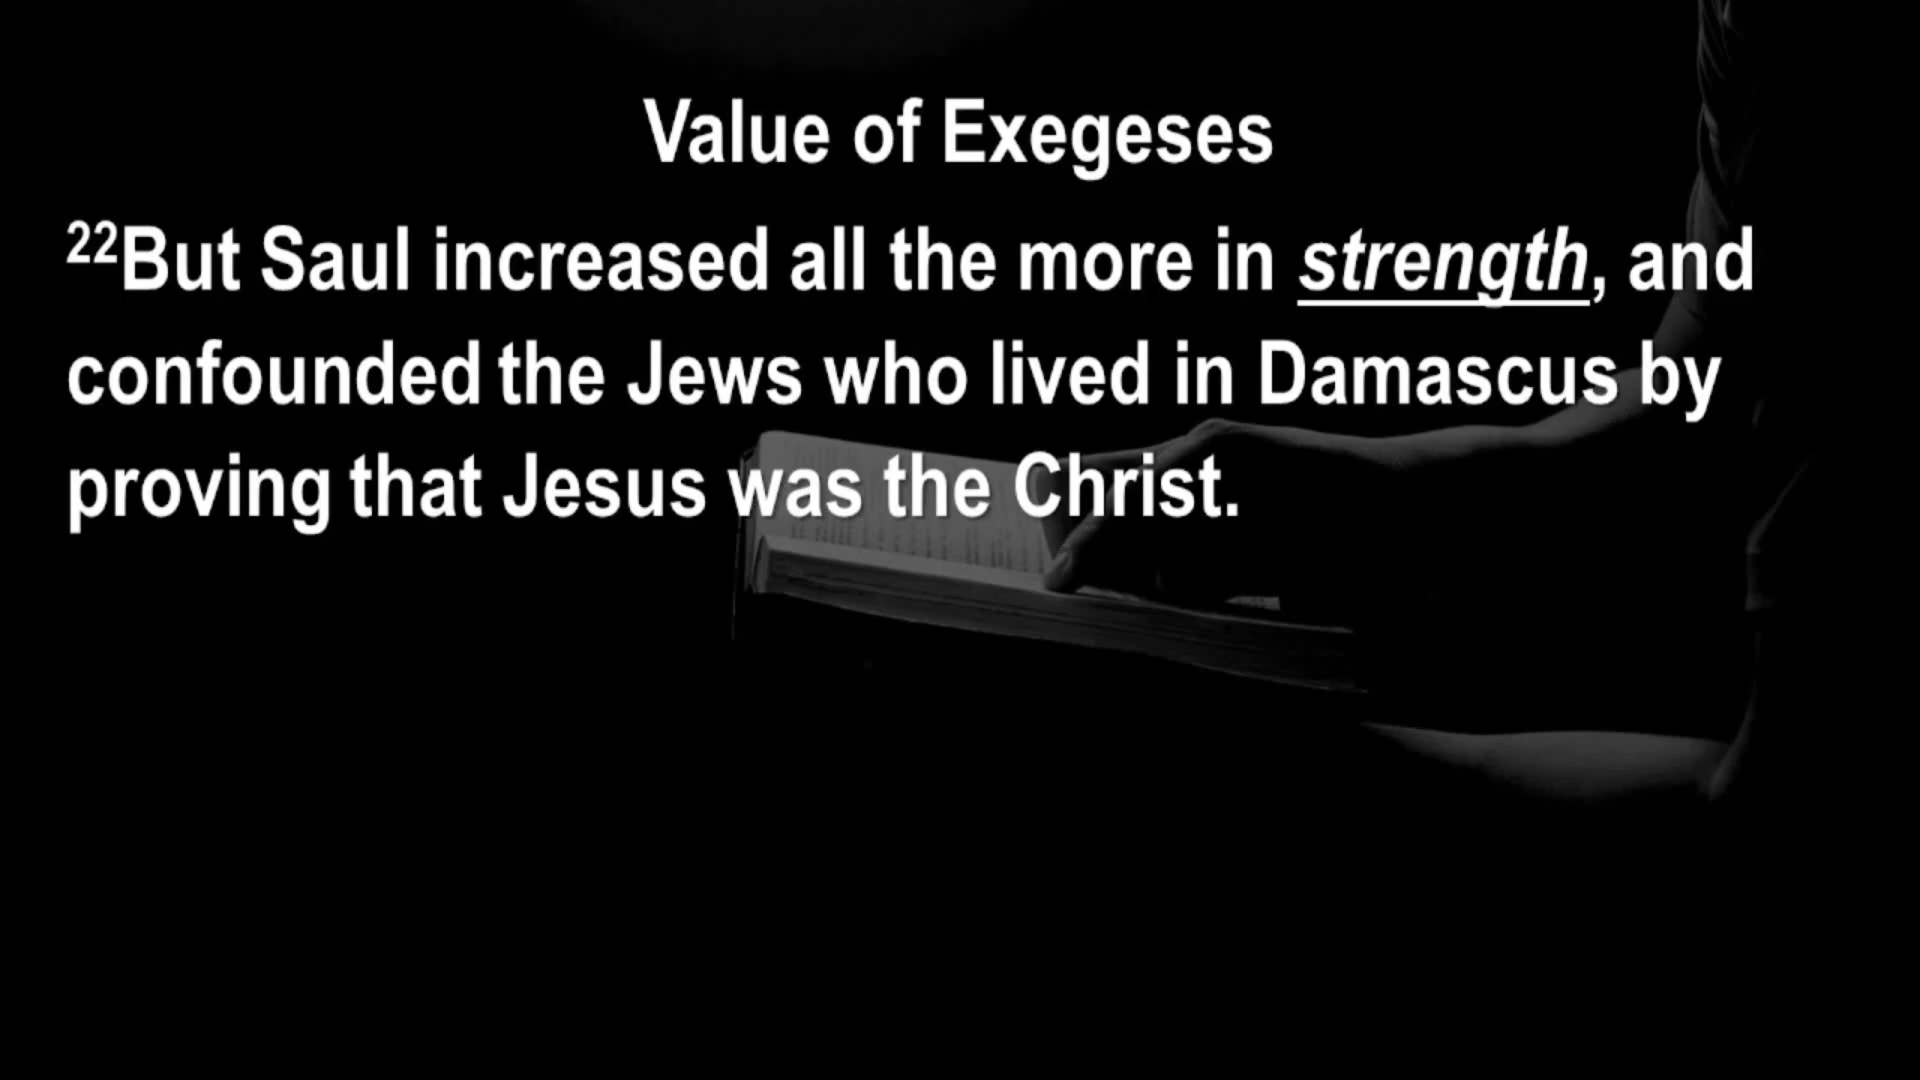 Value of Exegeses
²²But Saul increased all the more in strength, and
confounded the Jews who lived in Damascus by
proving that Jesus was the Christ.